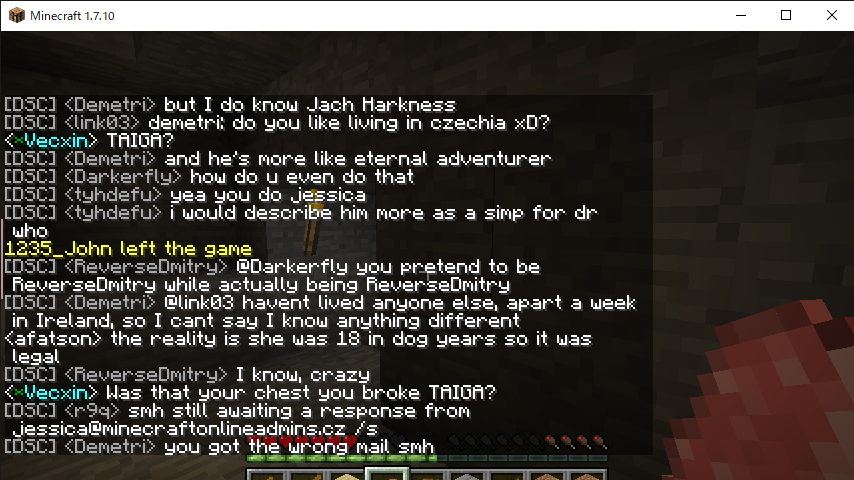 Minecraft 1.7.10
[DSC] <Demetri> but I do know Jach Harkness
[DSC] <link03> demetri: do you like living in czechia xD?
<*Vecxin> TAIGA?
[DSC] <Demetri> and he's more like eternal adventurer
[DSC] <Darkerfly> how do u even do that
[DSC] <tyhdefu> yea you do jessica
[DSC] <tyhdefu> i would describe him more as a simp for dr
who
1235_John left the game
[DSC] <ReverseDmitry> @Darkerfly you pretend to be
ReverseDmitry while actually being ReverseDmitry
[DSC] <Demetri> @link03 havent lived anyone else, apart a week
in Ireland, so I cant say I know anything different
<afatson> the reality is she was 18 in dog years so it was
legal
[DSC] <ReverseDmitry> I know, crazy
<*Vecxin> Was that your chest you broke TAIGA?
[DSC] <r9q> smh still awaiting a response from
jessica@minecraftonlineadmins.cz /s
[DSC] <Demetri> you got the wrong mail smh